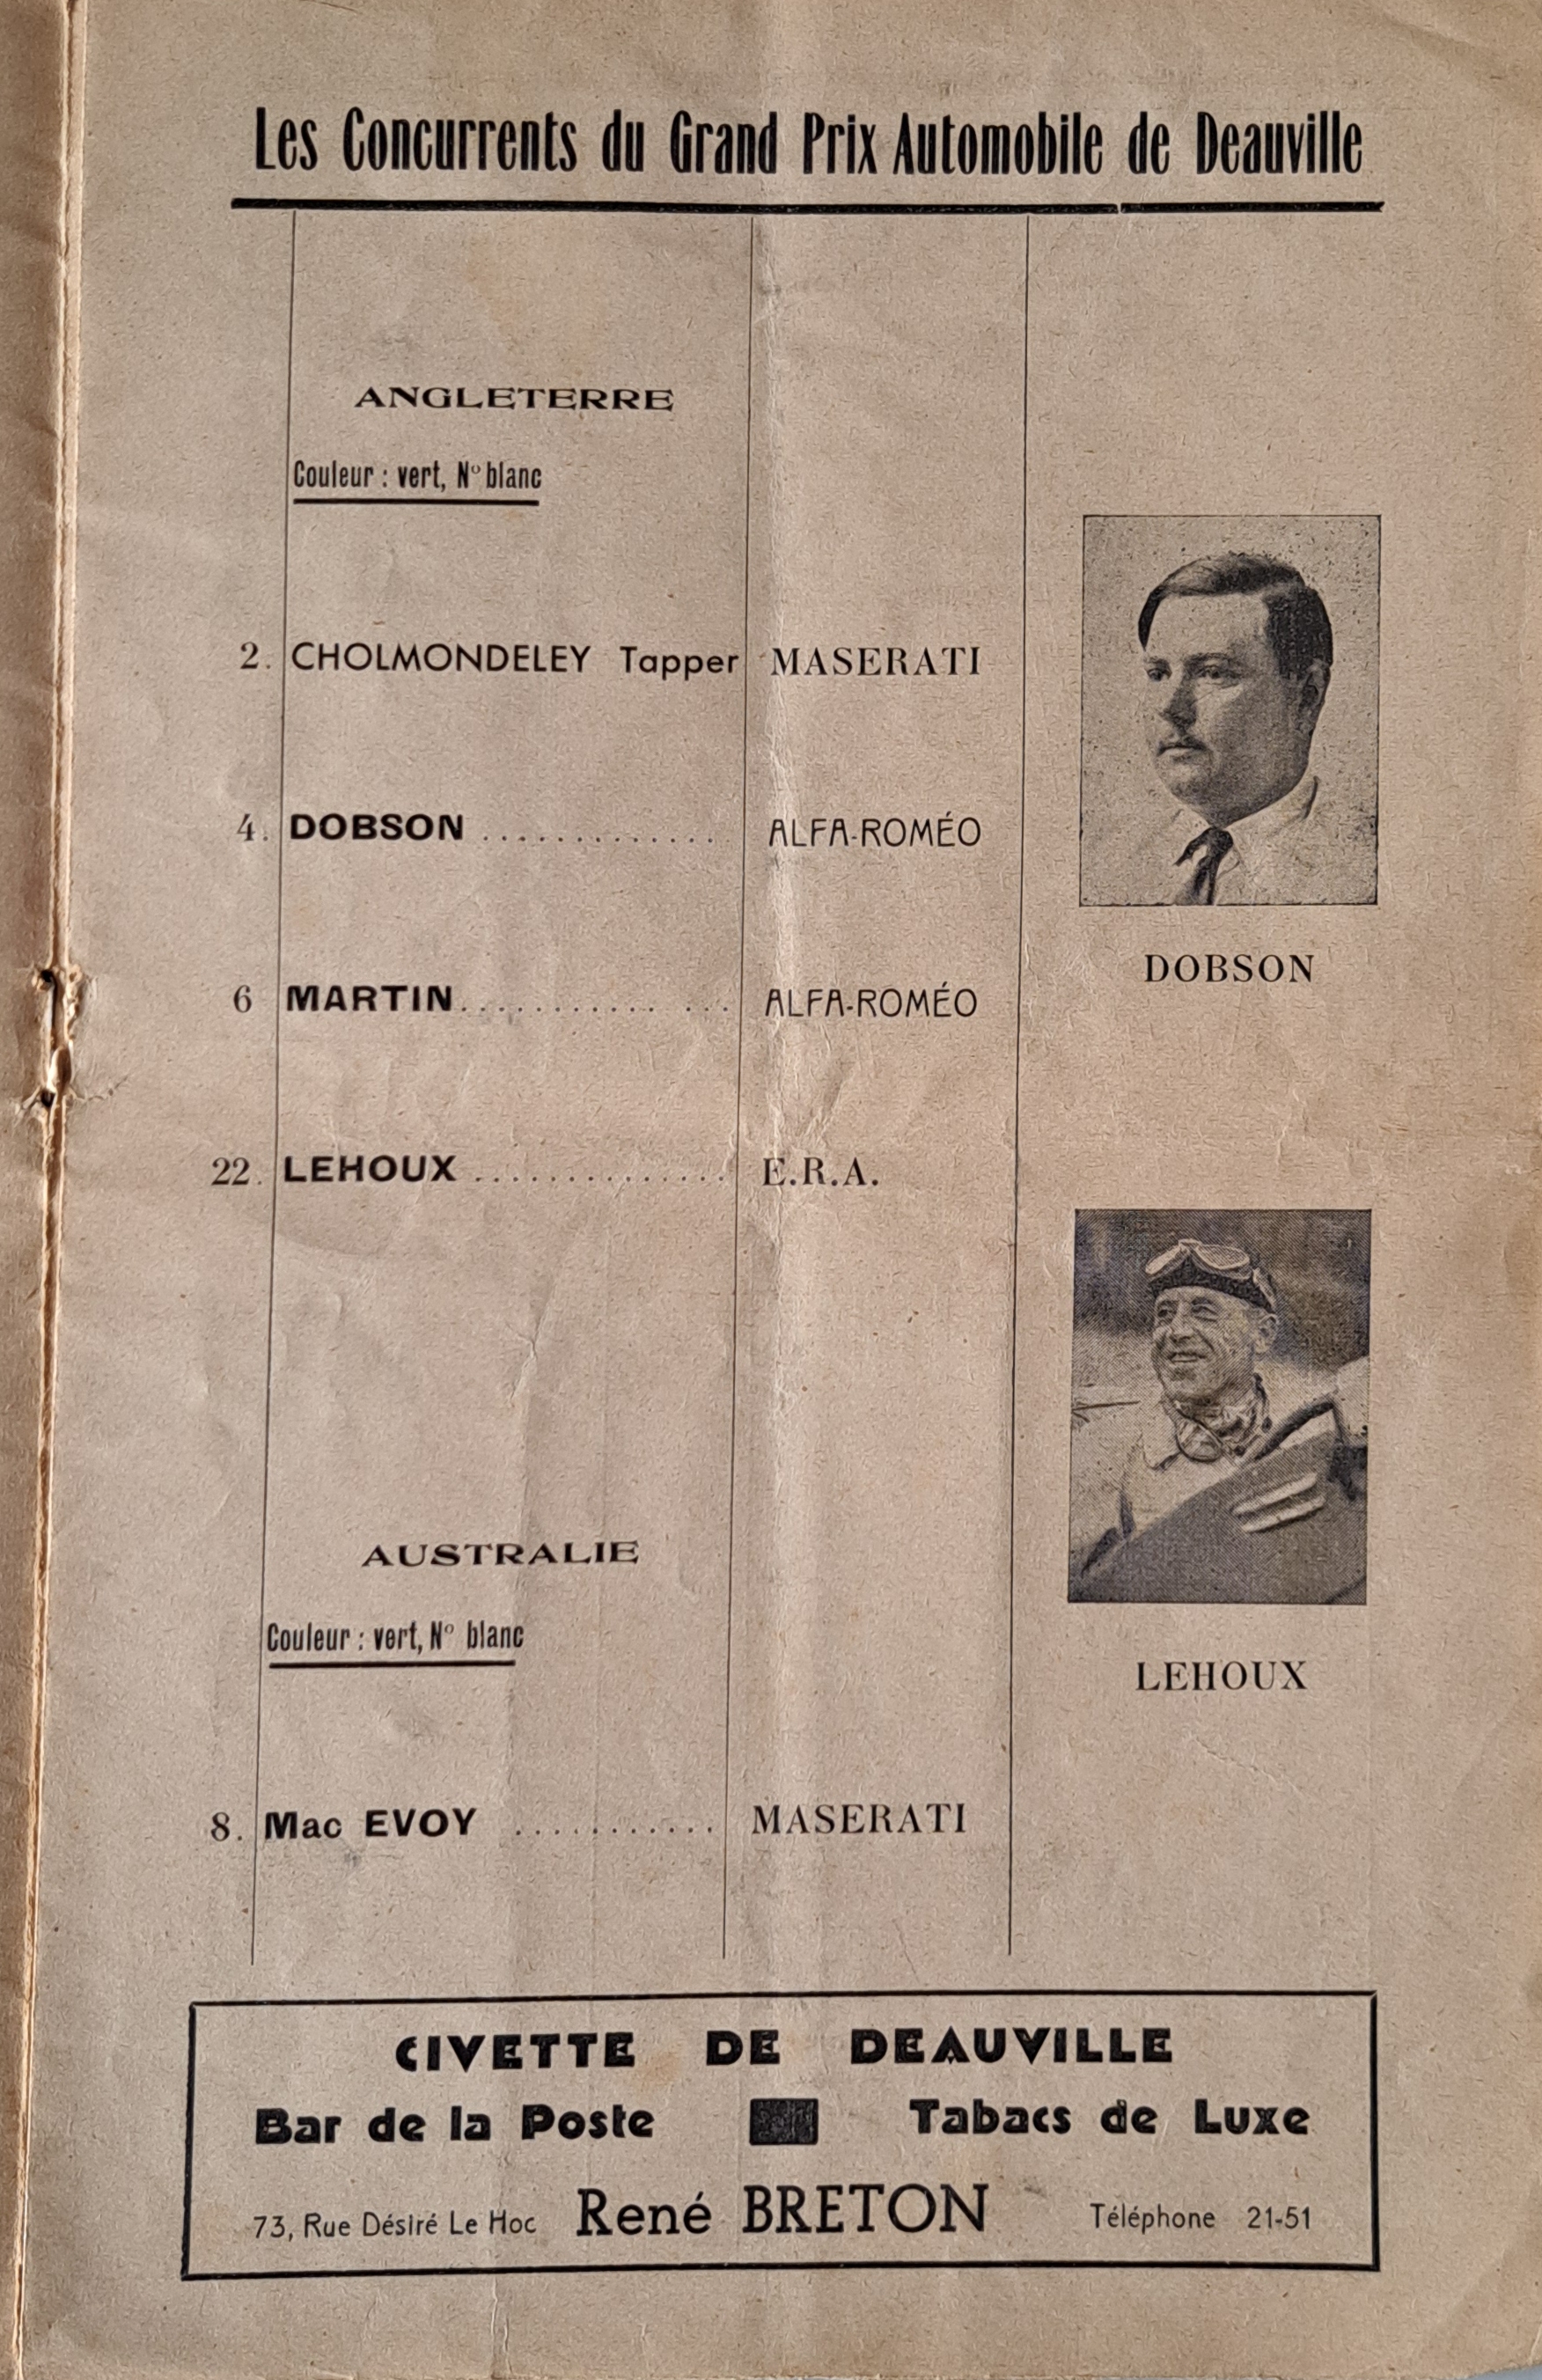 Les Concurrents du Grand Prix Automobile de Deauville
ANGLETERRE
Couleur : vert, N° blanc
2. CHOLMONDELEY Tapper MASERATI
4. DOBSON ............. ALFA-ROMÉO
DOBSON
6 MARTIN........... ... ALFA-ROMÉO
22. LEHOUX .............. E.R.A.
AUSTRALIE
Couleur : vert, N° blanc
LEHOUX
8. Mac EVOY ........... MASERATI
CIVETTE DE DEAUVILLE
Bar de la Poste Tabacs de Luxe
73, Rue Désiré Le Hoc René BRETON Téléphone 21-51